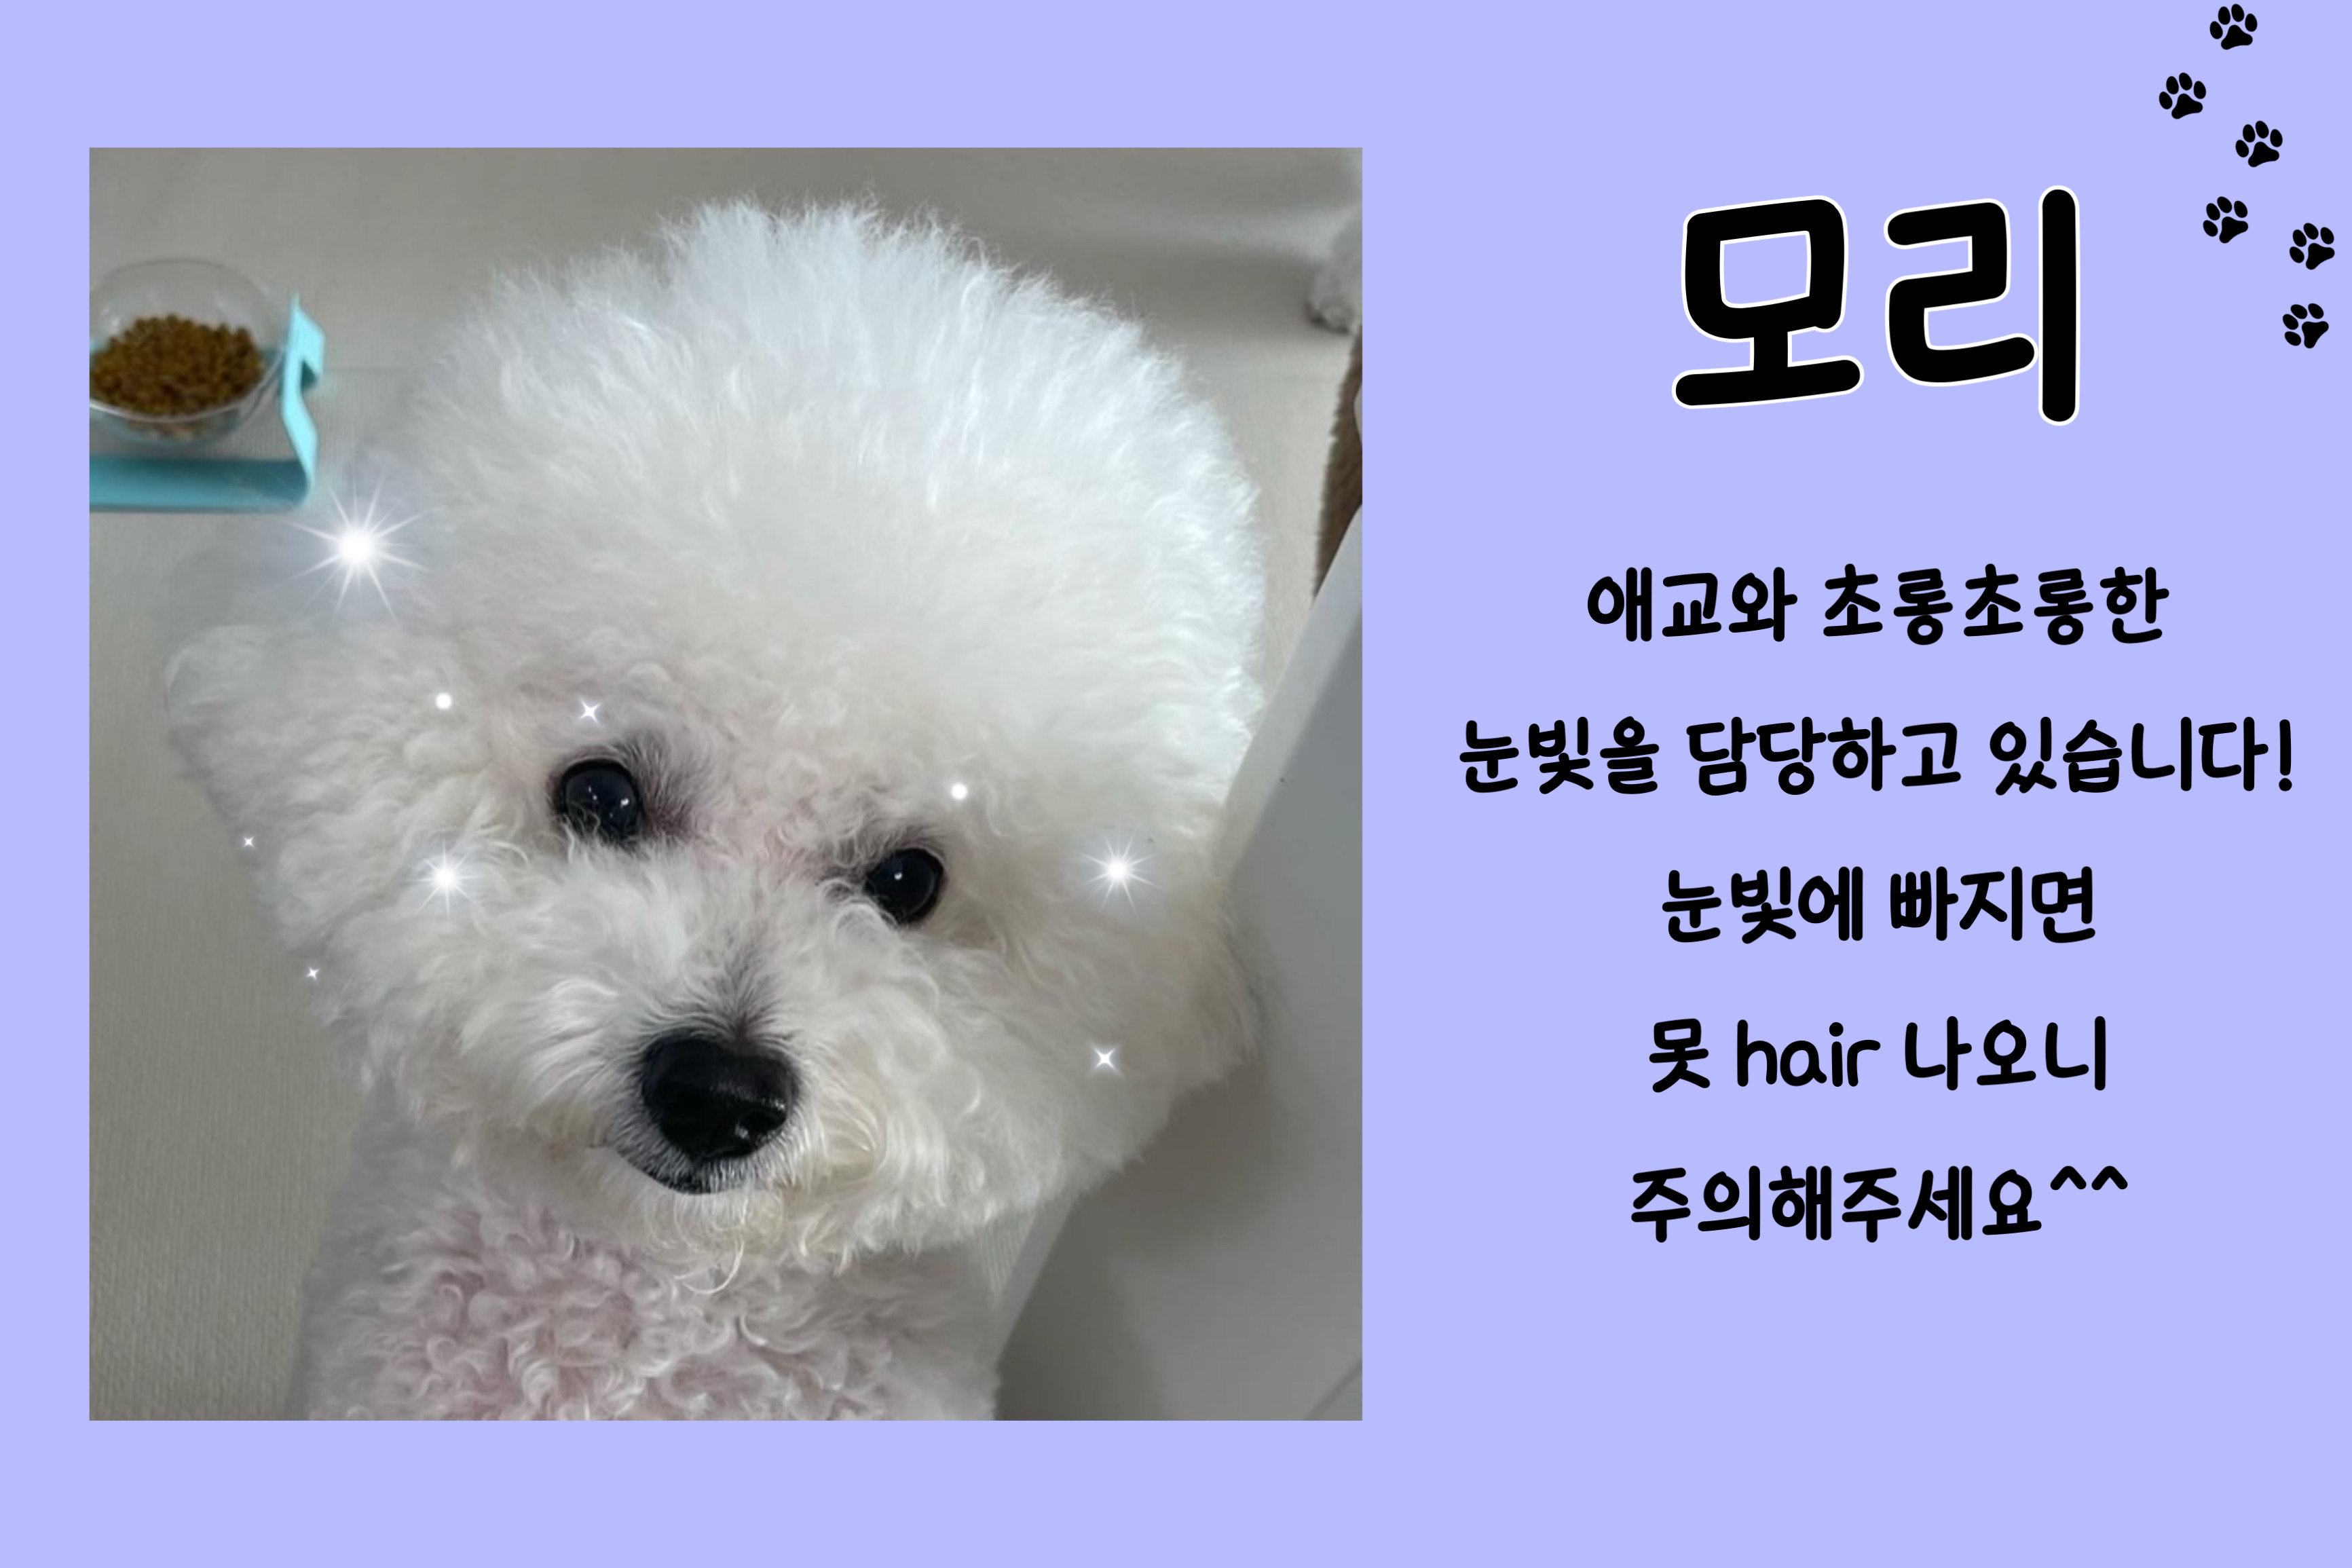 모리
애교와 초롱초롱한
눈빛을 담당하고 있습니다!
눈빛에 빠지면
못 hair 나오니
주의해주세요^^